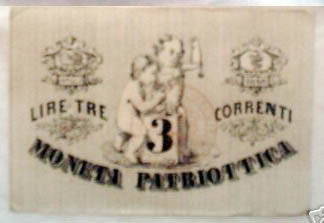 LIRE TRE
CORRENTI
3
MONETA PATRIOTTICA